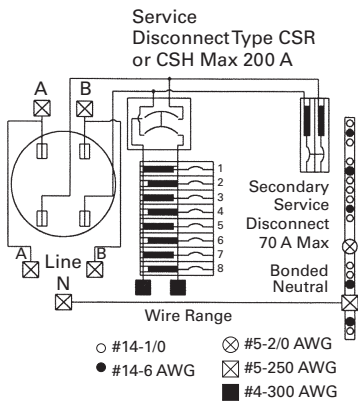 Service
Disconnect Type CSR
or CSH Max 200 A
A
B
1
2
3
4
5
6
7
8
Secondary
Service
Disconnect
70 A Max
A
Line
B
N
Bonded
Neutral
Wire Range
#14-1/0
#5-2/0 AWG
#14-6 AWG
#5-250 AWG
#4-300 AWG